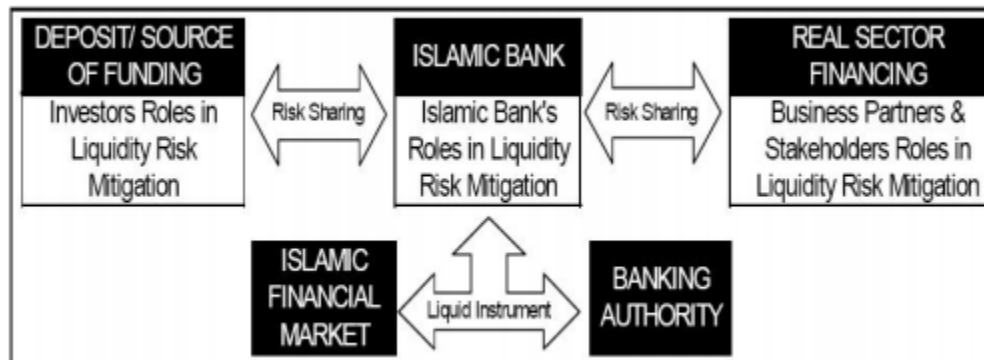 DEPOSIT/ SOURCE
OF FUNDING
Investors Roles in
Liquidity Risk
Mitigation
Risk Sharing
ISLAMIC BANK
Islamic Bank's
Roles in Liquidity
Risk Mitigation
Risk Sharing
REAL SECTOR
FINANCING
Business Partners &
Stakeholders Roles in
Liquidity Risk Mitigation
ISLAMIC
FINANCIAL
MARKET
Liquid Instrument
BANKING
AUTHORITY